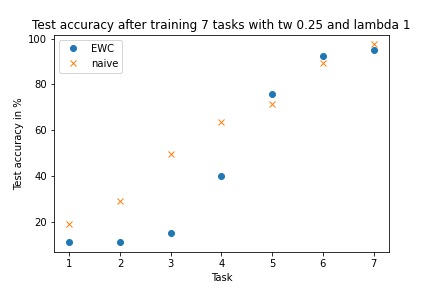 Test accuracy after training 7 tasks with tw 0.25 and lambda 1
EWC
naive
Test accuracy in %
100
80
60
40
20
1 2 3 4 5 6 7
Task